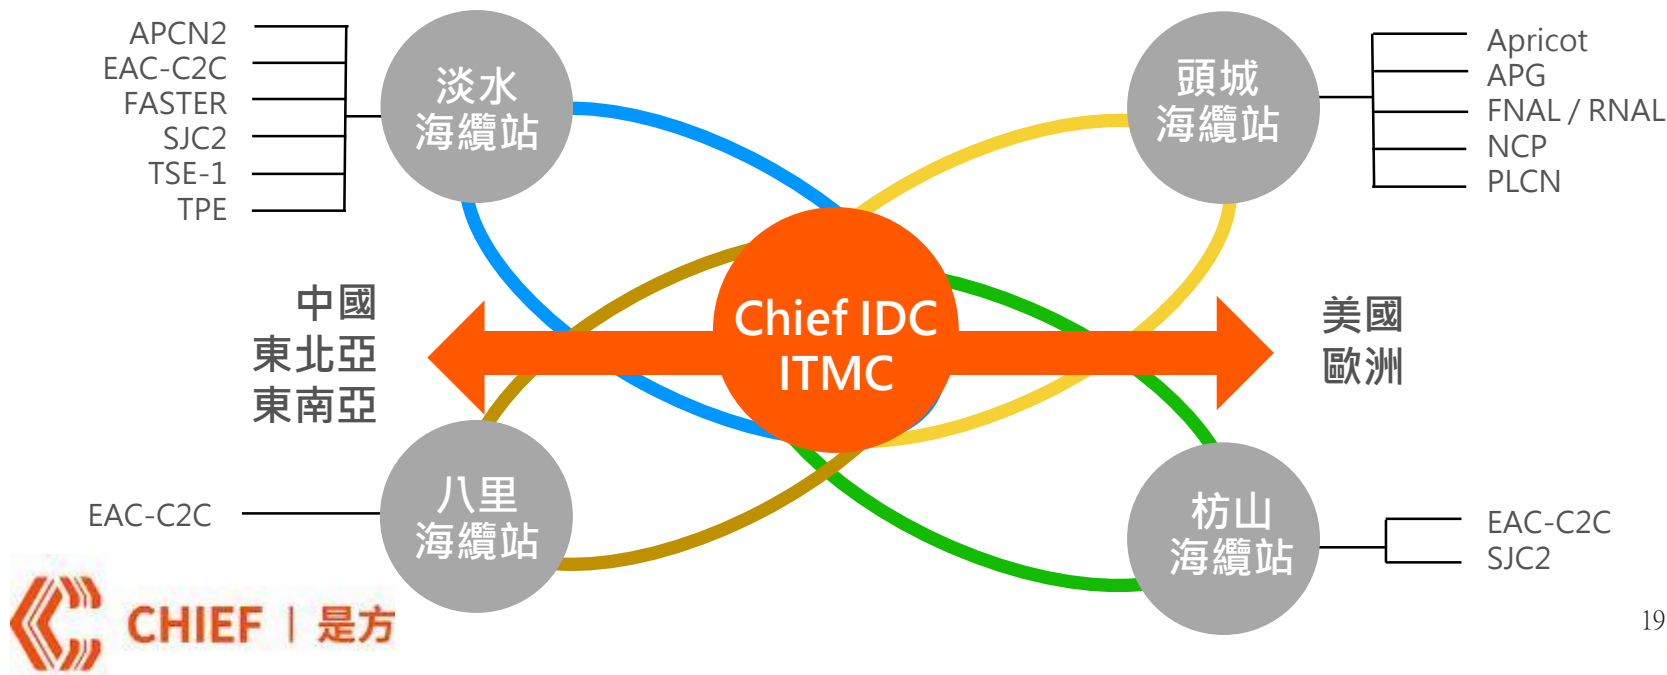 APCN2
EAC-C2C
FASTER
SJC2
TSE-1
TPE
淡水
海纜站
頭城
海纜站
Apricot
APG
FNAL / RNAL
NCP
PLCN
中國
東北亞
東南亞
Chief IDC
ITMC
美國
歐洲
EAC-C2C
八里
海纜站
枋山
海纜站
EAC-C2C
SJC2
CHIEF | 是方
19